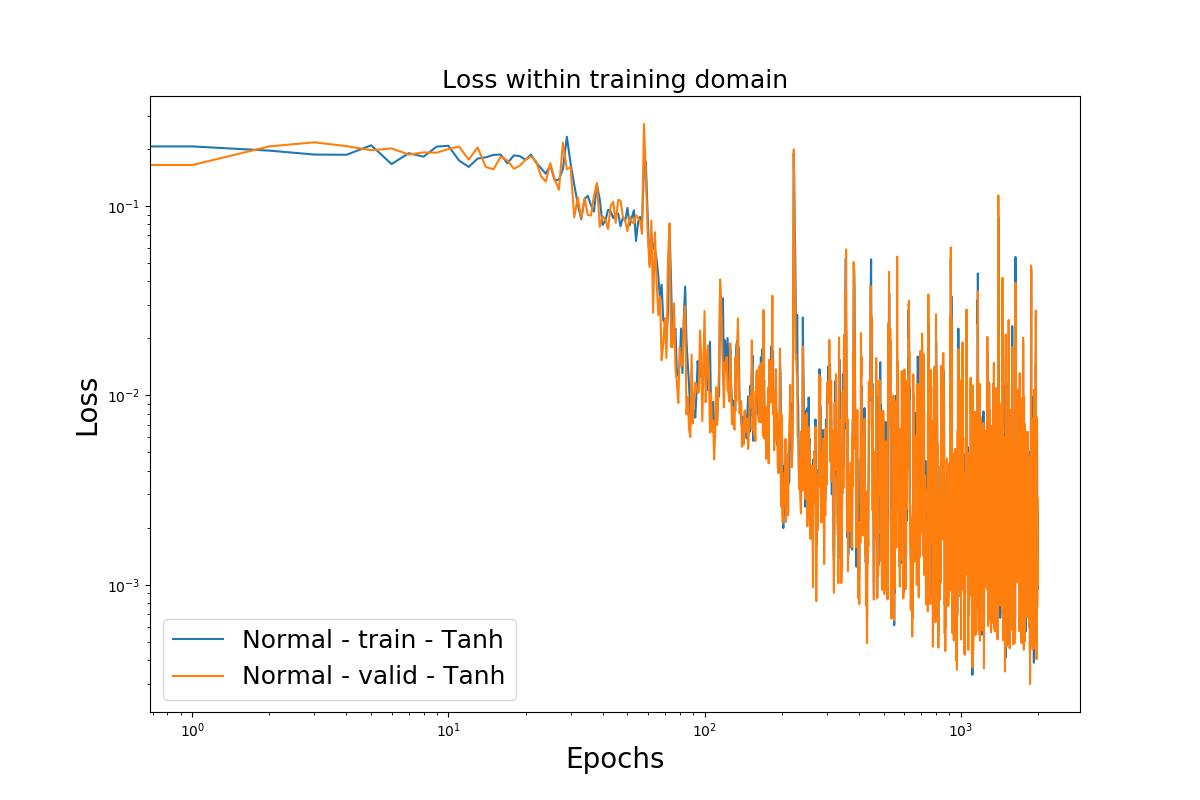 Loss within training domain
Loss
10⁻¹
10⁻²
10⁻³
Normal - train - Tanh
Normal - valid - Tanh
10⁰ 10¹ 10² 10³
Epochs